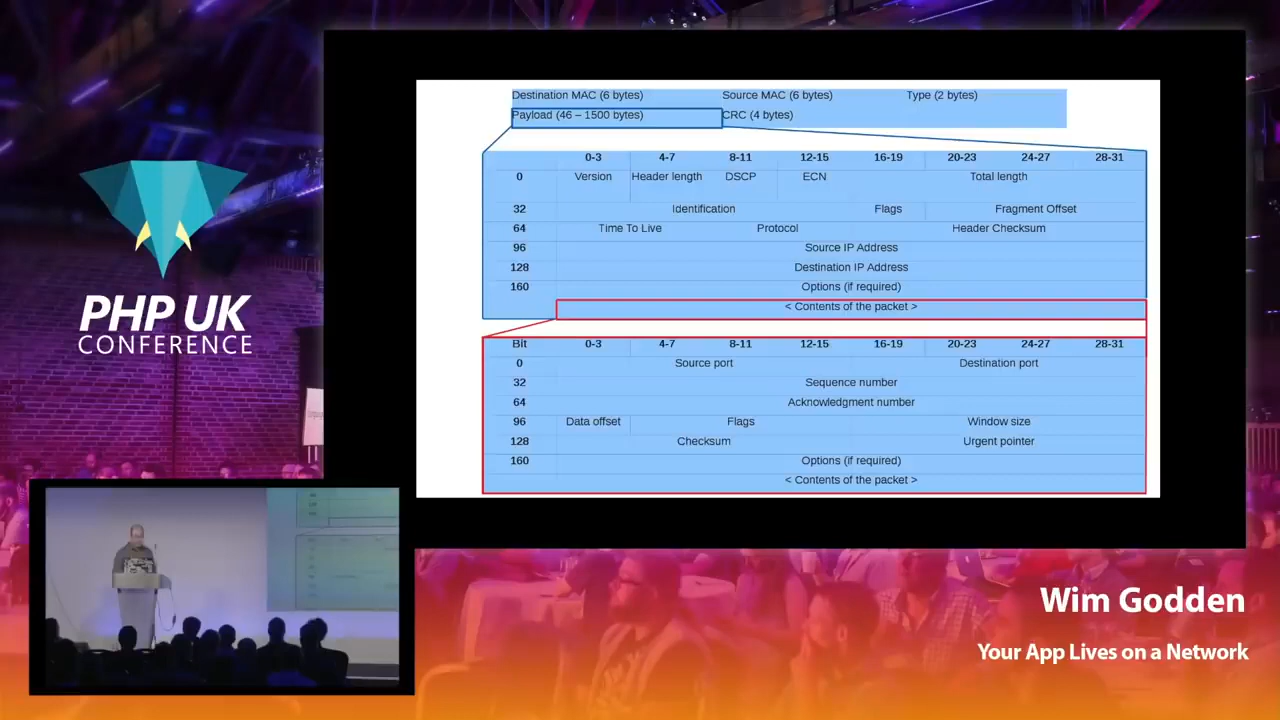 Destination MAC (6 bytes) Source MAC (6 bytes) Type (2 bytes)
Payload (46 – 1500 bytes) CRC (4 bytes)
0-3 4-7 8-11 12-15 16-19 20-23 24-27 28-31
0 Version Header length DSCP ECN Total length
32 Identification Flags Fragment Offset
64 Time To Live Protocol Header Checksum
96 Source IP Address
128 Destination IP Address
160 Options (if required)
< Contents of the packet >
Bit 0-3 4-7 8-11 12-15 16-19 20-23 24-27 28-31
0 Source port Destination port
32 Sequence number
64 Acknowledgment number
96 Data offset Flags Window size
128 Checksum Urgent pointer
160 Options (if required)
< Contents of the packet >
PHP UK
CONFERENCE
Wim Godden
Your App Lives on a Network